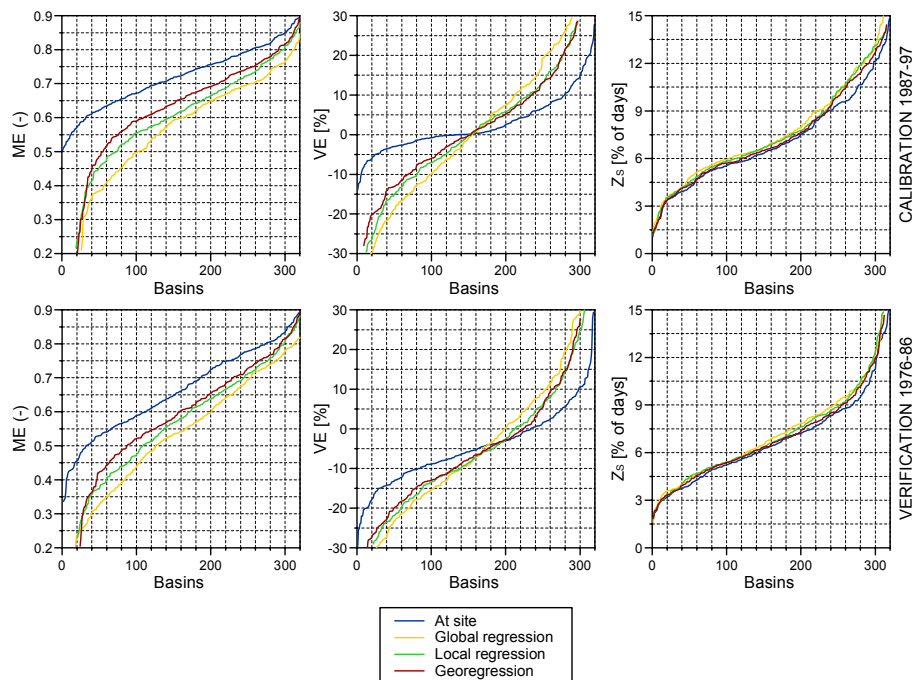 0.9
0.8
0.7
0.6
0.5
0.4
0.3
0.2
ME (-)
0 100 200 300
Basins
30
20
10
0
-10
-20
-30
VE [%]
0 100 200 300
Basins
15
12
9
6
3
0
Zs [% of days]
0 100 200 300
Basins
CALIBRATION 1987-97
0.9
0.8
0.7
0.6
0.5
0.4
0.3
0.2
ME (-)
0 100 200 300
Basins
30
20
10
0
-10
-20
-30
VE [%]
0 100 200 300
Basins
15
12
9
6
3
0
Zs [% of days]
0 100 200 300
Basins
VERIFICATION 1976-86
At site
Global regression
Local regression
Georegression